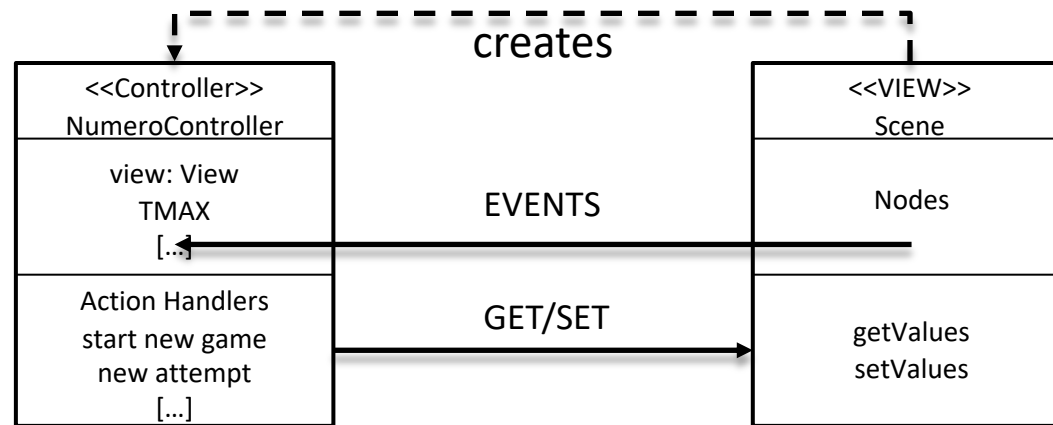 creates
<<Controller>>
NumeroController
view: View
TMAX
[...]
Action Handlers
start new game
new attempt
[...]
EVENTS
GET/SET
<<VIEW>>
Scene
Nodes
getValues
setValues